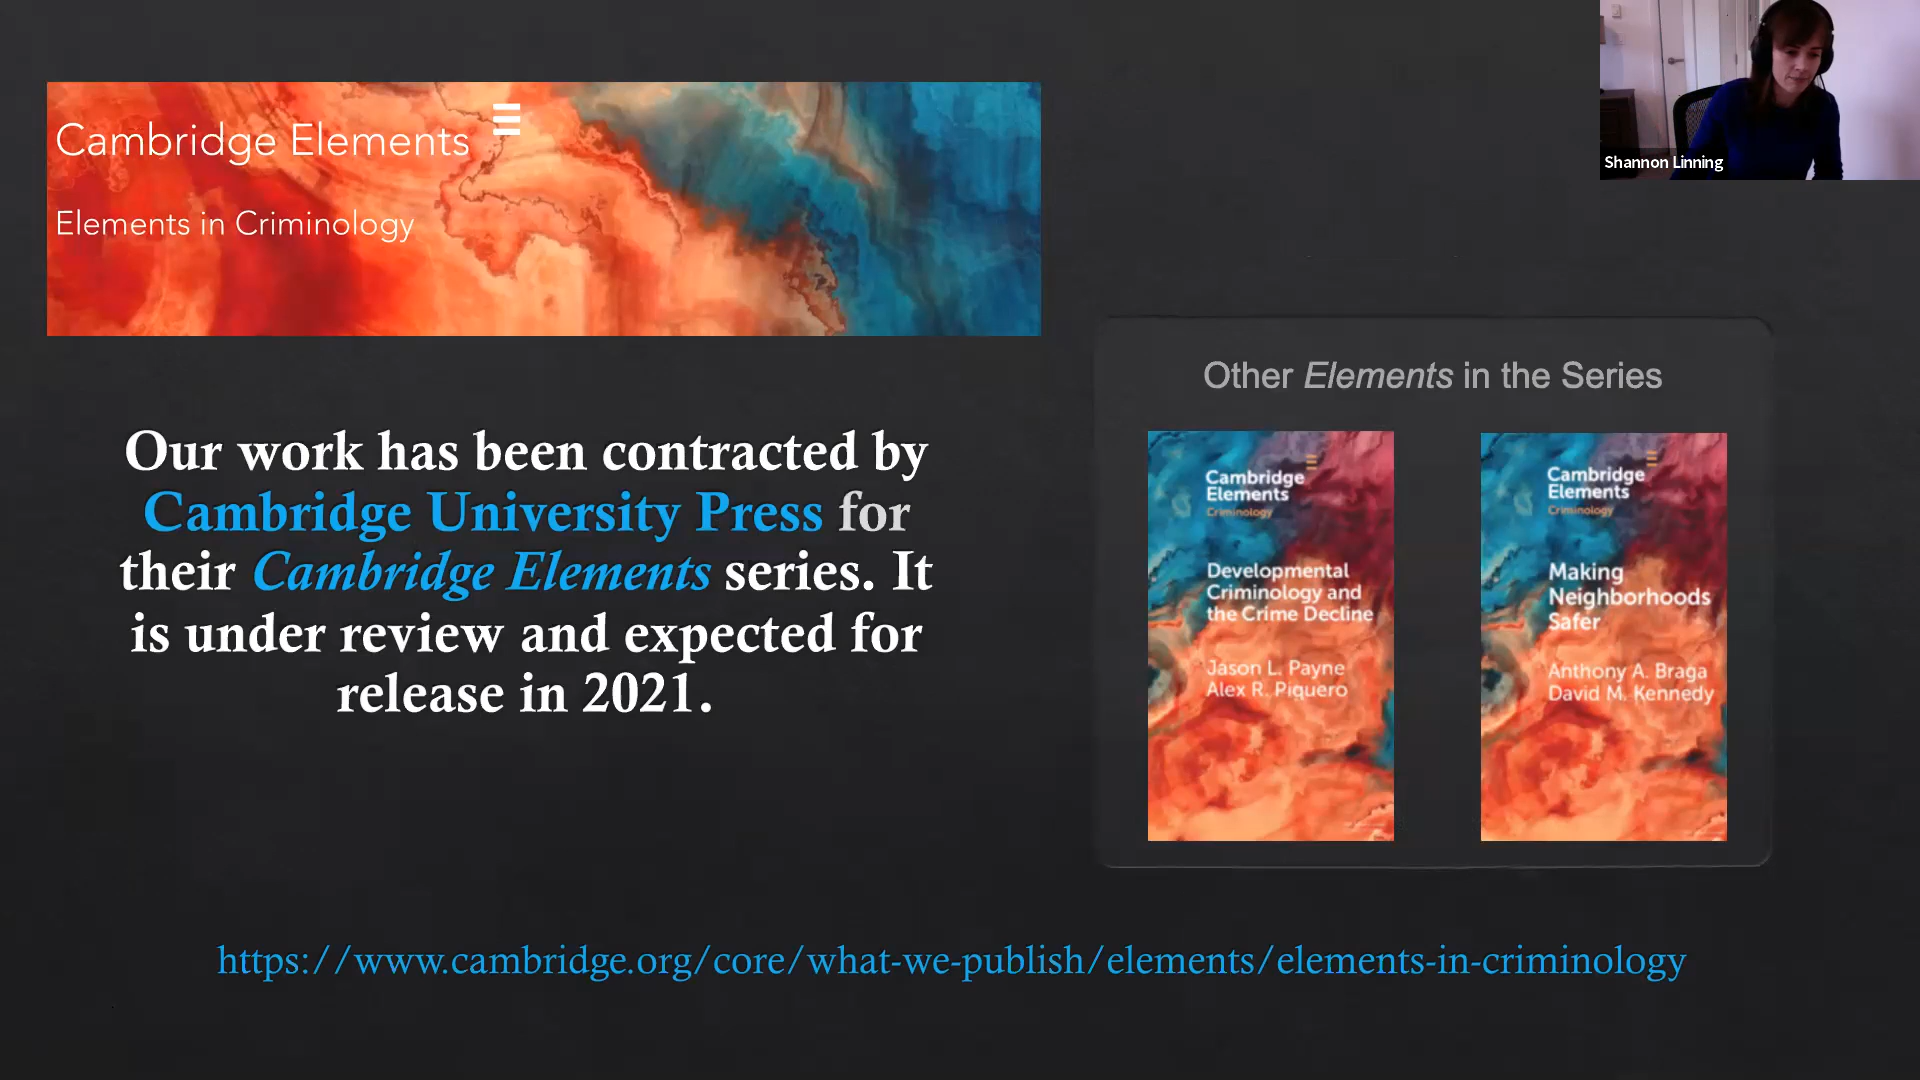 Cambridge Elements
Elements in Criminology
Shannon Linning
Our work has been contracted by
Cambridge University Press for
their Cambridge Elements series. It
is under review and expected for
release in 2021.
Other Elements in the Series
Cambridge
Elements
Criminology
Developmental
Criminology and
the Crime Decline
Jason L. Payne
Alex R. Piquero
Cambridge
Elements
Criminology
Making
Neighborhoods
Safer
Anthony A. Braga
David M. Kennedy
https://www.cambridge.org/core/what-we-publish/elements/elements-in-criminology